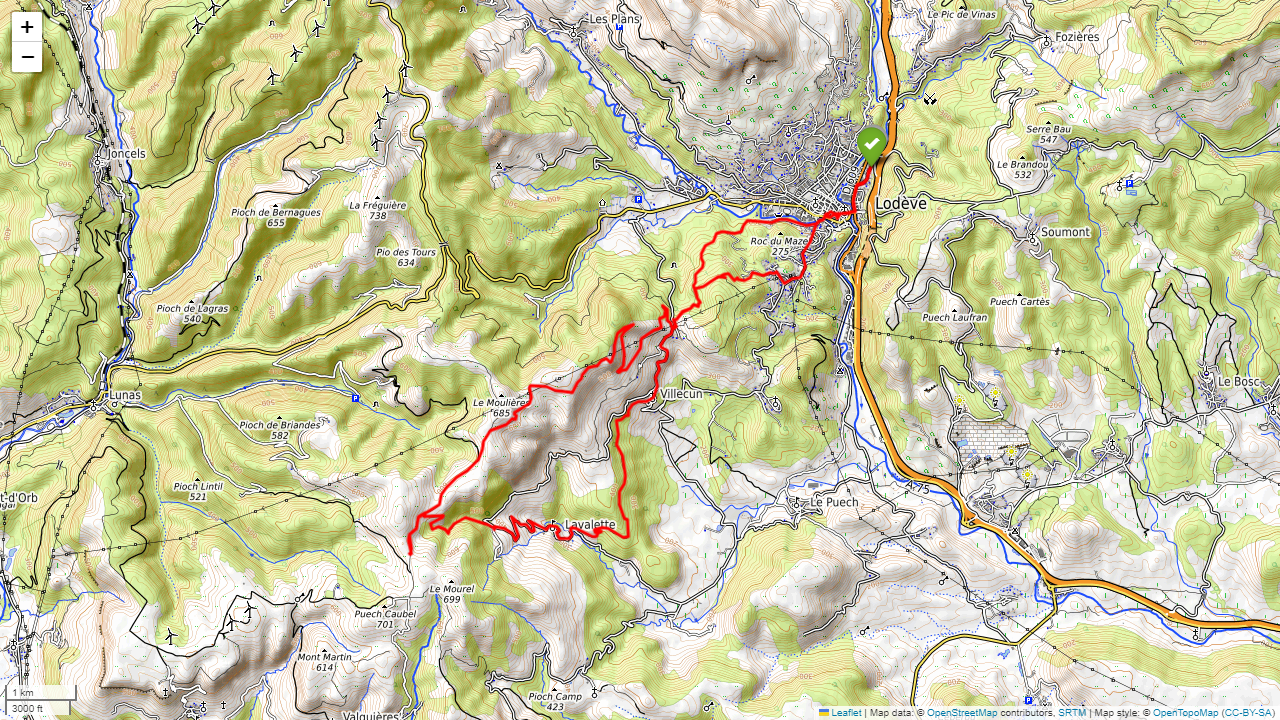 +
−
Les Plans
Le Pic de Vinas
Fozières
600
Joncels
500
Serre Bau
547
Le Brandou
532
Pioch de Bernagues
655
La Fréguière
738
Lodève
Soumont
Roc du Maze
275
Pio des Tours
634
Pioch de Lagras
540
Puech Cartès
Puech Laufran
Le Bosc
Lunas
Le Moulières
685
Villecun
Pioch de Briandes
582
Pioch Lintil
521
t-d'Orb
A 75
Le Puech
Lavalette
Le Mourel
699
Puech Caubel
701
Mont Martin
614
Pioch Camp
423
Valquières
1 km
3000 ft
Leaflet | Map data: © OpenStreetMap contributors, SRTM | Map style: © OpenTopoMap (CC-BY-SA)